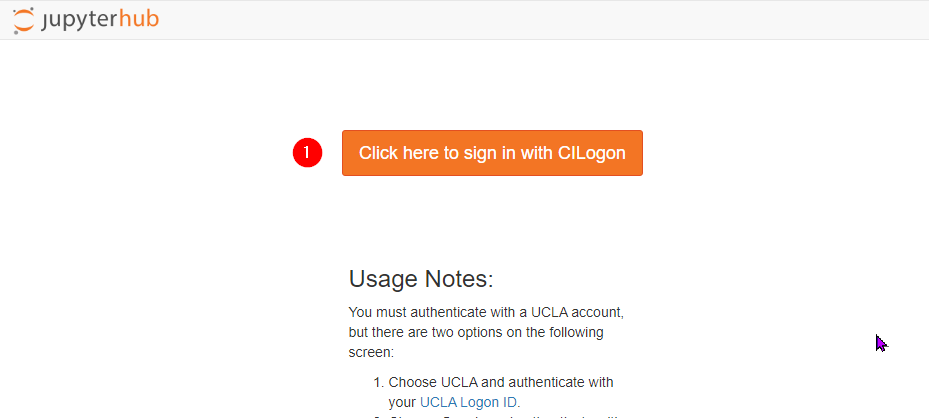 jupyterhub
1 Click here to sign in with CILogon
Usage Notes:
You must authenticate with a UCLA account,
but there are two options on the following
screen:
1. Choose UCLA and authenticate with
your UCLA Logon ID.